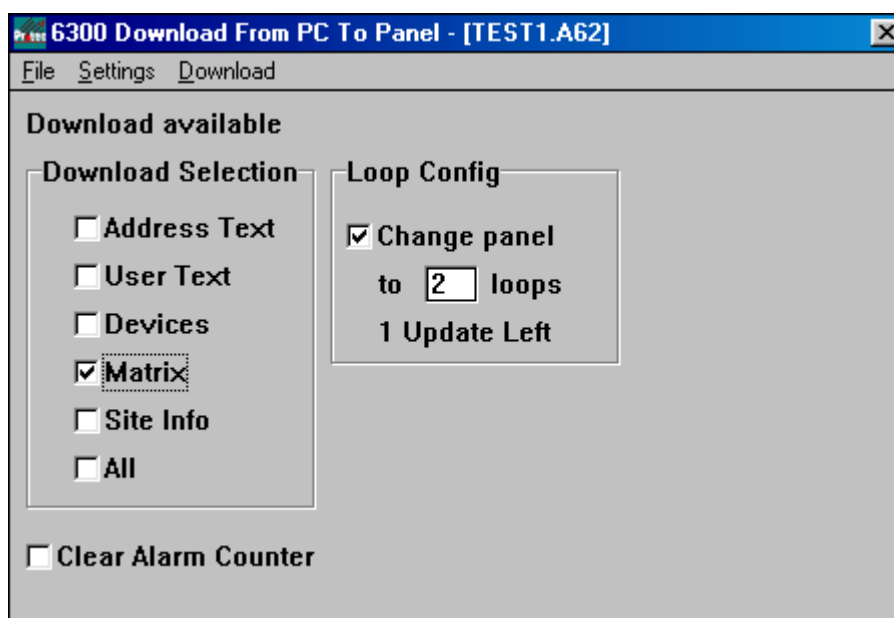 Protec 6300 Download From PC To Panel - [TEST1.A62]
File Settings Download
Download available
Download Selection
Address Text
User Text
Devices
Matrix
Site Info
All
Loop Config
Change panel
to 2 loops
1 Update Left
Clear Alarm Counter